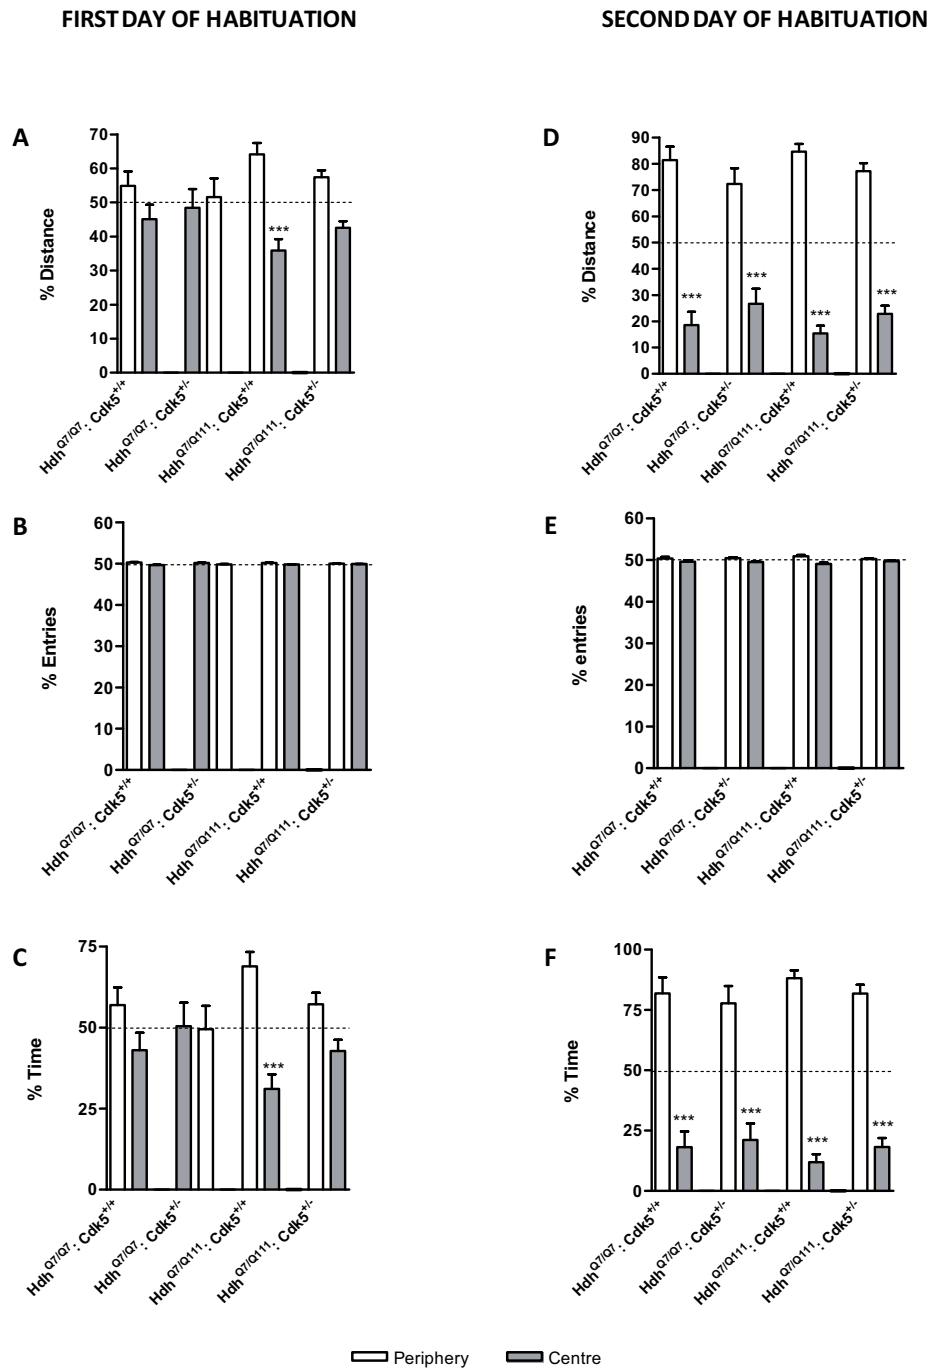 FIRST DAY OF HABITUATION
SECOND DAY OF HABITUATION
A
% Distance
70
60
50
40
30
20
10
0
***
Hdh^Q7/Q7: Cdk5^+/+
Hdh^Q7/Q7: Cdk5^+/-
Hdh^Q7/Q111: Cdk5^+/+
Hdh^Q7/Q111: Cdk5^+/-
D
% Distance
90
80
70
60
50
40
30
20
10
0
***
***
***
***
Hdh^Q7/Q7: Cdk5^+/+
Hdh^Q7/Q7: Cdk5^+/-
Hdh^Q7/Q111: Cdk5^+/+
Hdh^Q7/Q111: Cdk5^+/-
B
% Entries
60
50
40
30
20
10
0
Hdh^Q7/Q7: Cdk5^+/+
Hdh^Q7/Q7: Cdk5^+/-
Hdh^Q7/Q111: Cdk5^+/+
Hdh^Q7/Q111: Cdk5^+/-
E
% entries
60
50
40
30
20
10
0
Hdh^Q7/Q7: Cdk5^+/+
Hdh^Q7/Q7: Cdk5^+/-
Hdh^Q7/Q111: Cdk5^+/+
Hdh^Q7/Q111: Cdk5^+/-
C
% Time
75
50
25
0
***
Hdh^Q7/Q7: Cdk5^+/+
Hdh^Q7/Q7: Cdk5^+/-
Hdh^Q7/Q111: Cdk5^+/+
Hdh^Q7/Q111: Cdk5^+/-
F
% Time
100
75
50
25
0
***
***
***
***
Hdh^Q7/Q7: Cdk5^+/+
Hdh^Q7/Q7: Cdk5^+/-
Hdh^Q7/Q111: Cdk5^+/+
Hdh^Q7/Q111: Cdk5^+/-
Periphery
Centre